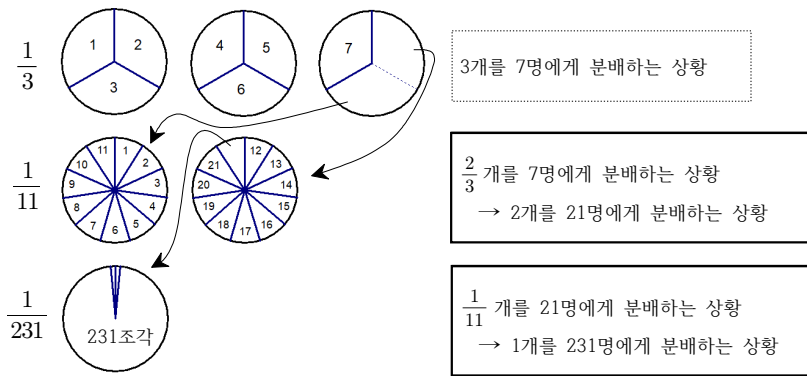 1/3
1 2 3
4 5 6
7
3개를 7명에게 분배하는 상황
1/11
11 1 2 3 4 5 6 7 8 9 10
21 12 13 14 15 16 17 18 19 20
2/3 개를 7명에게 분배하는 상황
→ 2개를 21명에게 분배하는 상황
1/231
231조각
1/11 개를 21명에게 분배하는 상황
→ 1개를 231명에게 분배하는 상황